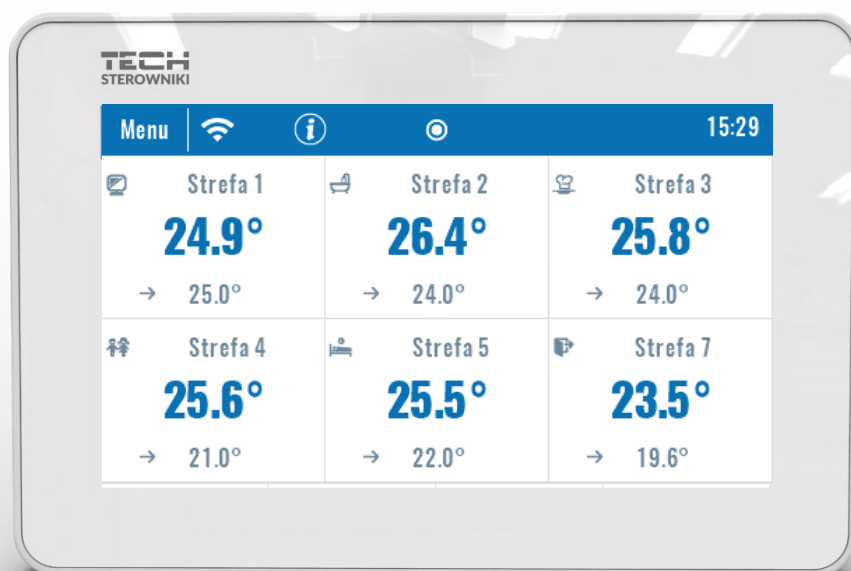 TECH
STEROWNIKI
Menu i 15:29
Strefa 1 Strefa 2 Strefa 3
24.9° 26.4° 25.8°
→ 25.0° → 24.0° → 24.0°
Strefa 4 Strefa 5 Strefa 7
25.6° 25.5° 23.5°
→ 21.0° → 22.0° → 19.6°